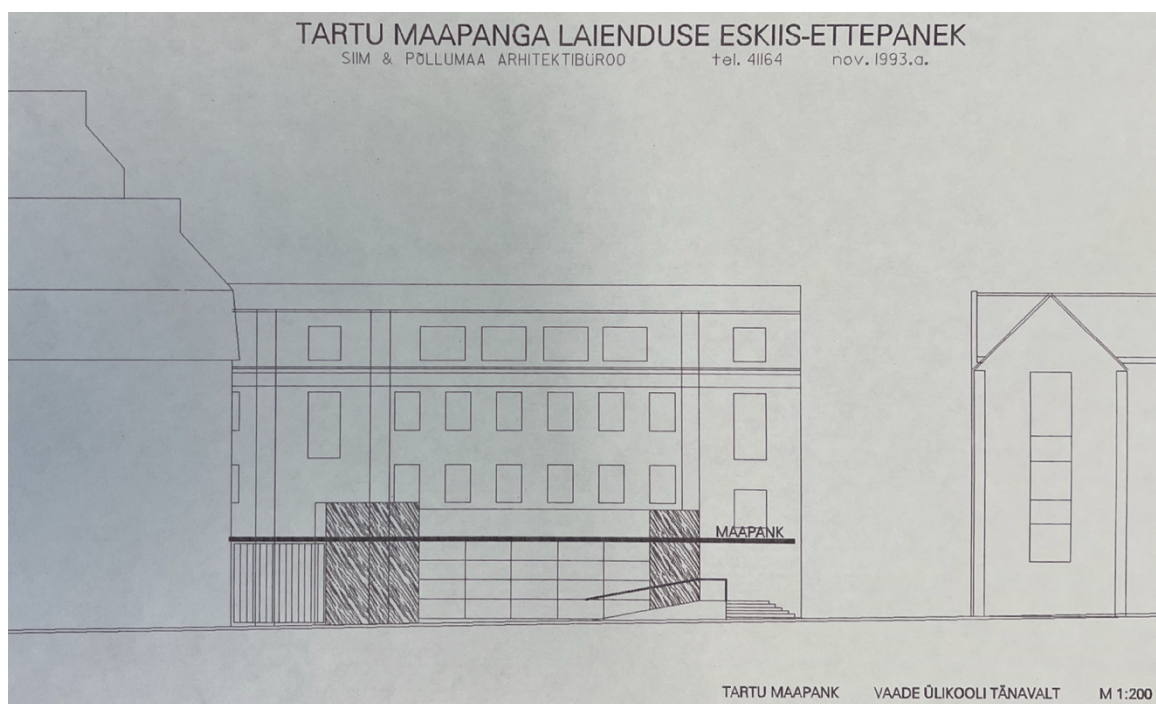 TARTU MAAPANGA LAIENDUSE ESKIIS-ETTEPANEK
SIIM & PÕLLUMAA ARHITEKTIBÜROO tel. 41164 nov. 1993.a.
MAAPANK
TARTU MAAPANK VAADE ÜLIKOOLI TÄNAVALT M 1:200